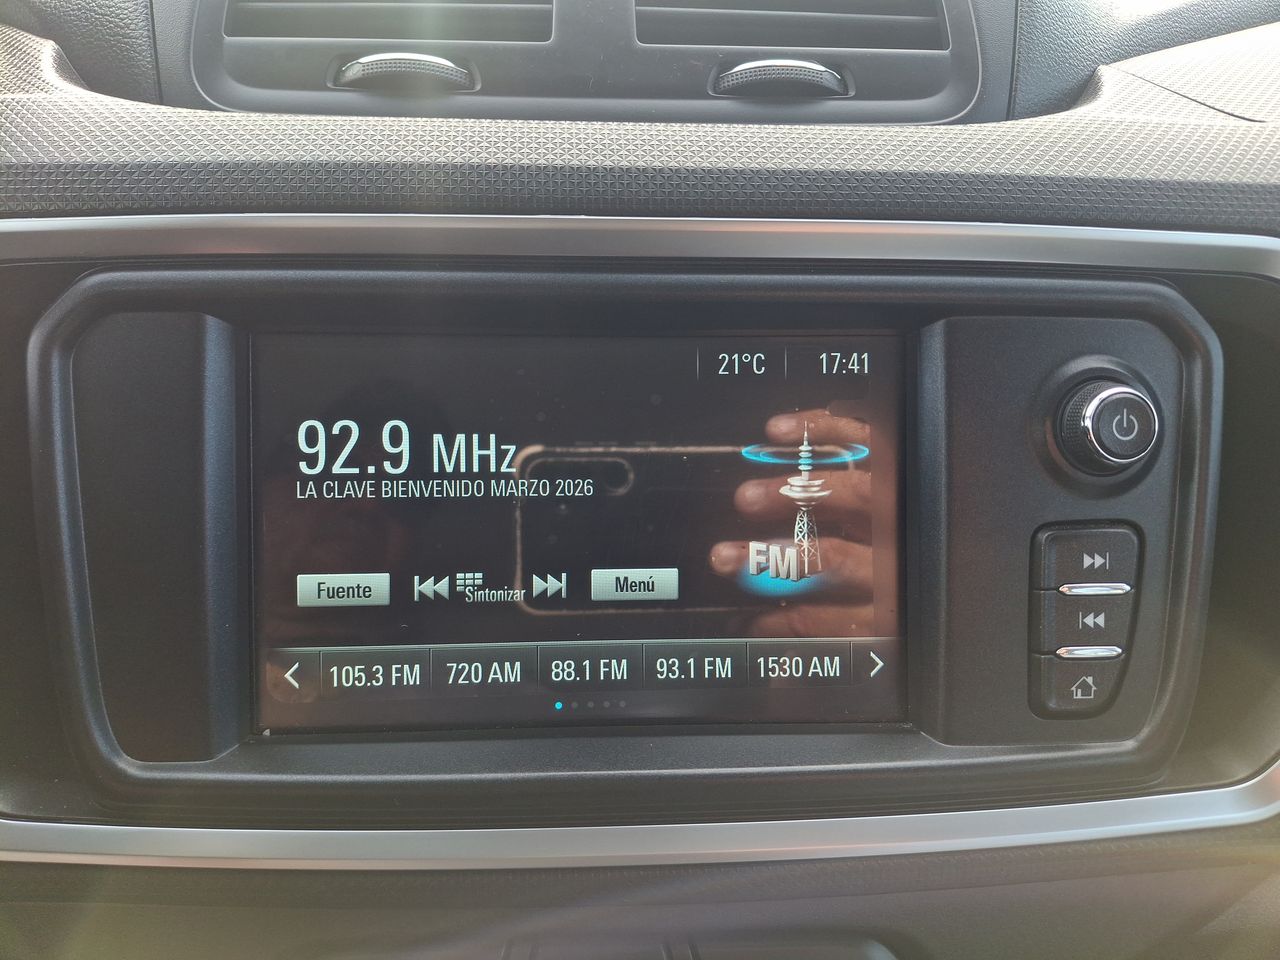 21°C 17:41
92.9 MHz
LA CLAVE BIENVENIDO MARZO 2026
FM
Fuente Sintonizar Menú
105.3 FM 720 AM 88.1 FM 93.1 FM 1530 AM